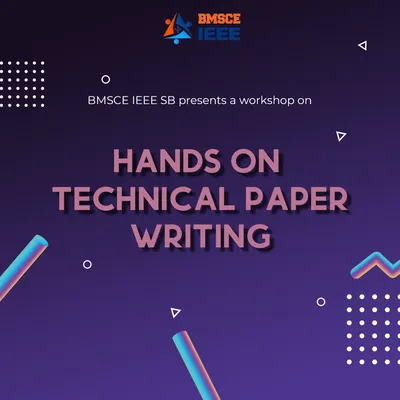 BMSCE
IEEE
BMSCE IEEE SB presents a workshop on
HANDS ON
TECHNICAL PAPER
WRITING